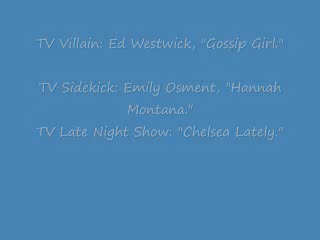 TV Villain: Ed Westwick, "Gossip Girl."
TV Sidekick: Emily Osment, "Hannah
Montana."
TV Late Night Show: "Chelsea Lately."